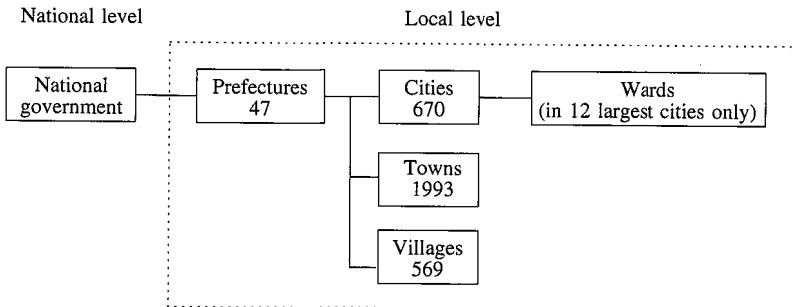 National level
Local level
National
government
Prefectures
47
Cities
670
Wards
(in 12 largest cities only)
Towns
1993
Villages
569